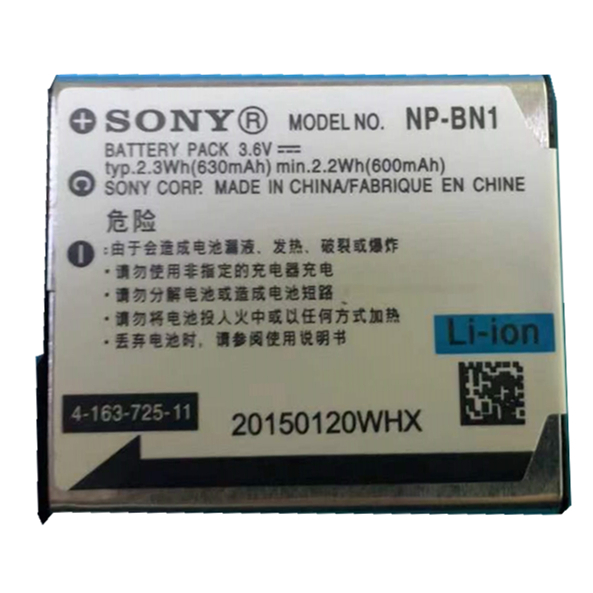 + SONY® MODEL NO. NP-BN1
BATTERY PACK 3.6V⎓
typ.2.3Wh(630mAh) min.2.2Wh(600mAh)
SONY CORP. MADE IN CHINA/FABRIQUE EN CHINE
危险
:由于会造成电池漏液、发热、破裂或爆炸
•请勿使用非指定的充电器充电
•请勿分解电池或造成电池短路
•请勿将电池投入火中或以任何方式加热
•丢弃电池时,请参阅使用说明书
Li-ion
4-163-725-11
20150120WHX